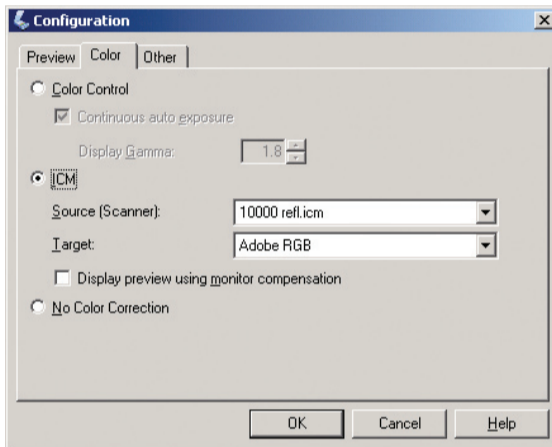 Configuration
Preview Color Other
Color Control
Continuous auto exposure
Display Gamma: 1.8
ICM
Source (Scanner): 10000 refl.icm
Target: Adobe RGB
Display preview using monitor compensation
No Color Correction
OK Cancel Help